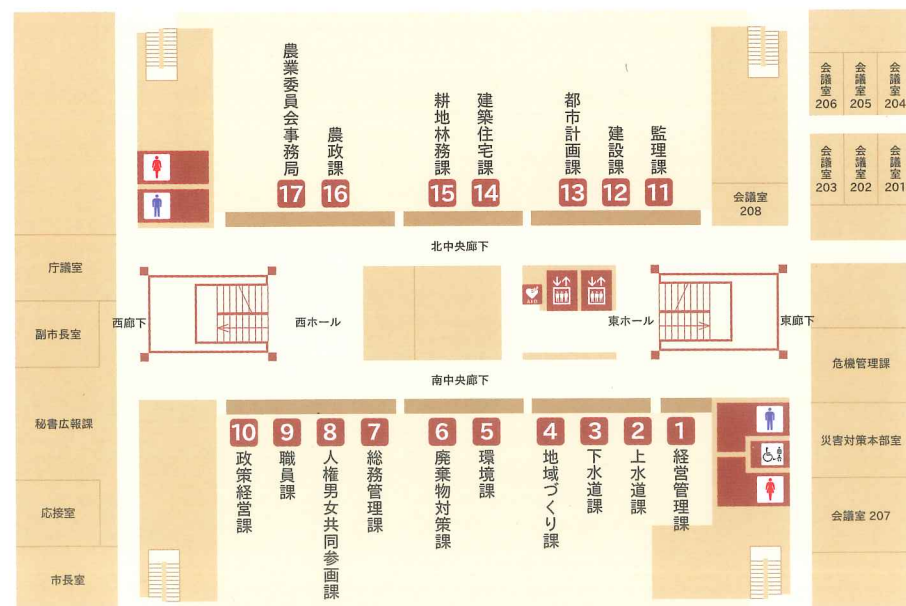 農業委員会事務局
17
農政課
16
耕地林務課
15
建築住宅課
14
都市計画課
13
建設課
12
監理課
11
会議室
206
会議室
205
会議室
204
会議室
203
会議室
202
会議室
201
会議室
208
北中央廊下
庁議室
副市長室
秘書広報課
応接室
市長室
西廊下
西ホール
AED
東ホール
東廊下
南中央廊下
危機管理課
災害対策本部室
会議室 207
10
政策経営課
9
職員課
8
人権男女共同参画課
7
総務管理課
6
廃棄物対策課
5
環境課
4
地域づくり課
3
下水道課
2
上水道課
1
経営管理課